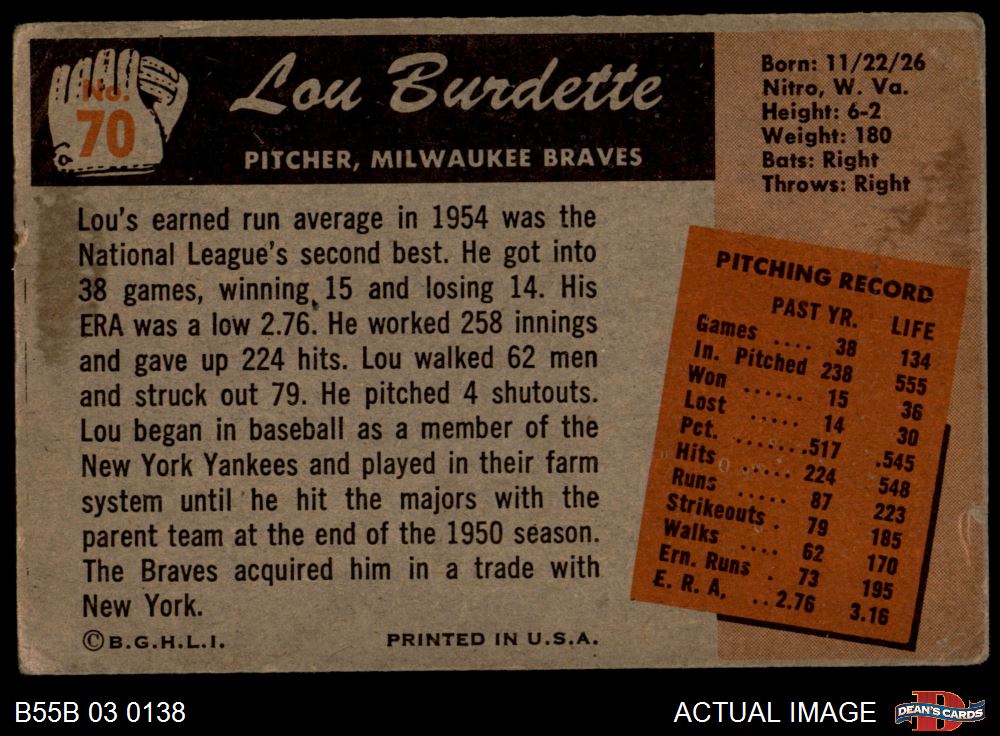 No.
70
Lou Burdette
PITCHER, MILWAUKEE BRAVES
Born: 11/22/26
Nitro, W. Va.
Height: 6-2
Weight: 180
Bats: Right
Throws: Right
Lou's earned run average in 1954 was the
National League's second best. He got into
38 games, winning 15 and losing 14. His
ERA was a low 2.76. He worked 258 innings
and gave up 224 hits. Lou walked 62 men
and struck out 79. He pitched 4 shutouts.
Lou began in baseball as a member of the
New York Yankees and played in their farm
system until he hit the majors with the
parent team at the end of the 1950 season.
The Braves acquired him in a trade with
New York.
©B.G.H.L.I. PRINTED IN U.S.A.
PITCHING RECORD
PAST YR. LIFE
Games .... 38 134
In. Pitched 238 555
Won ...... 15 36
Lost ..... 14 30
Pct. .......517 .545
Hits ...... 224 548
Runs ..... 87 223
Strikeouts . 79 185
Walks .... 62 170
Ern. Runs . 73 195
E. R. A. ..2.76 3.16
B55B 03 0138
ACTUAL IMAGE
D
DEAN'S CARDS